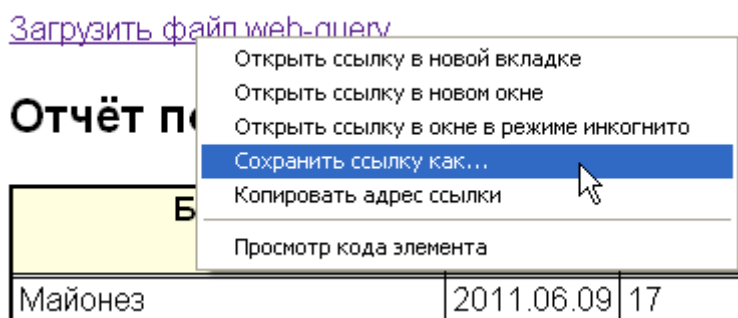 Загрузить файл web-query
Открыть ссылку в новой вкладке
Открыть ссылку в новом окне
Отчёт
Открыть ссылку в окне в режиме инкогнито
Сохранить ссылку как...
Копировать адрес ссылки
Просмотр кода элемента
Майонез 2011.06.09 17